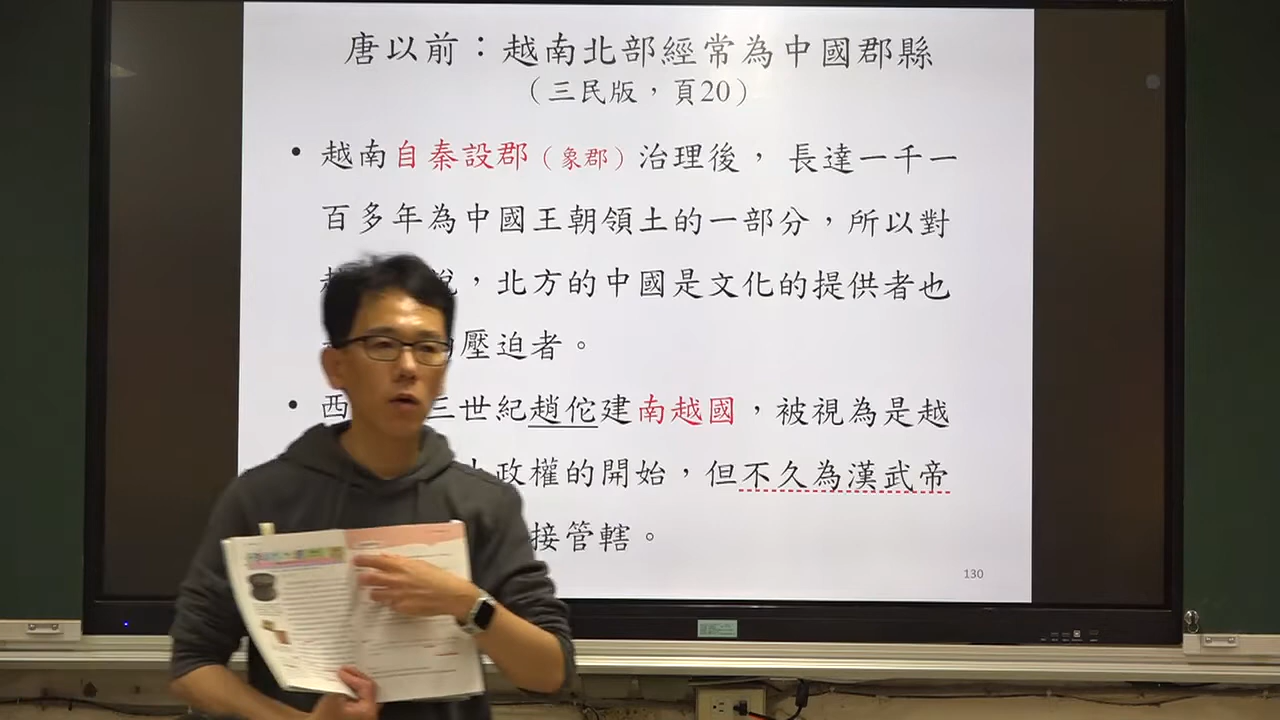 唐以前：越南北部經常為中國郡縣
（三民版，頁20）
• 越南自秦設郡（象郡）治理後， 長達一千一
百多年為中國王朝領土的一部分，所以對
，北方的中國是文化的提供者也
壓迫者。
• 西 三世紀趙佗建南越國，被視為是越
政權的開始，但不久為漢武帝
接管轄。
130